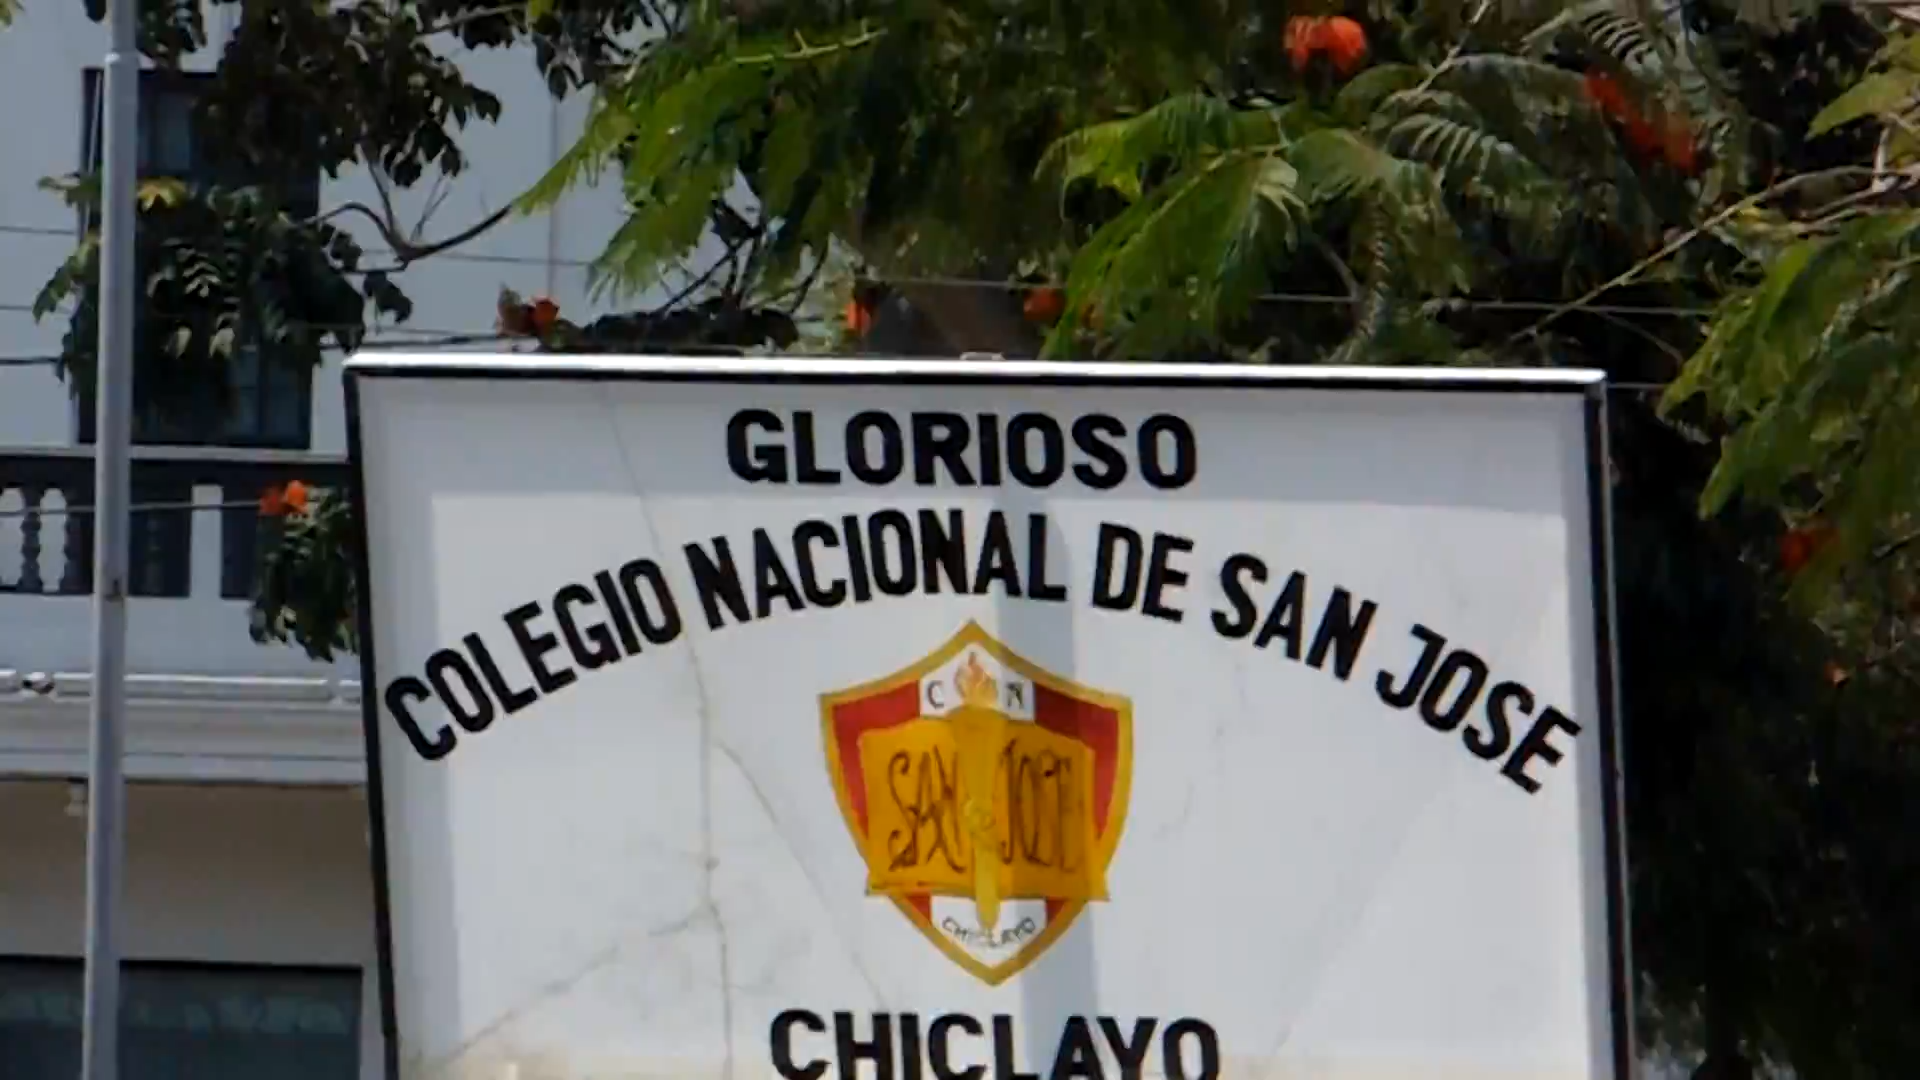 GLORIOSO
COLEGIO NACIONAL DE SAN JOSE
C N
SAN JOSE
CHICLAYO
CHICLAYO